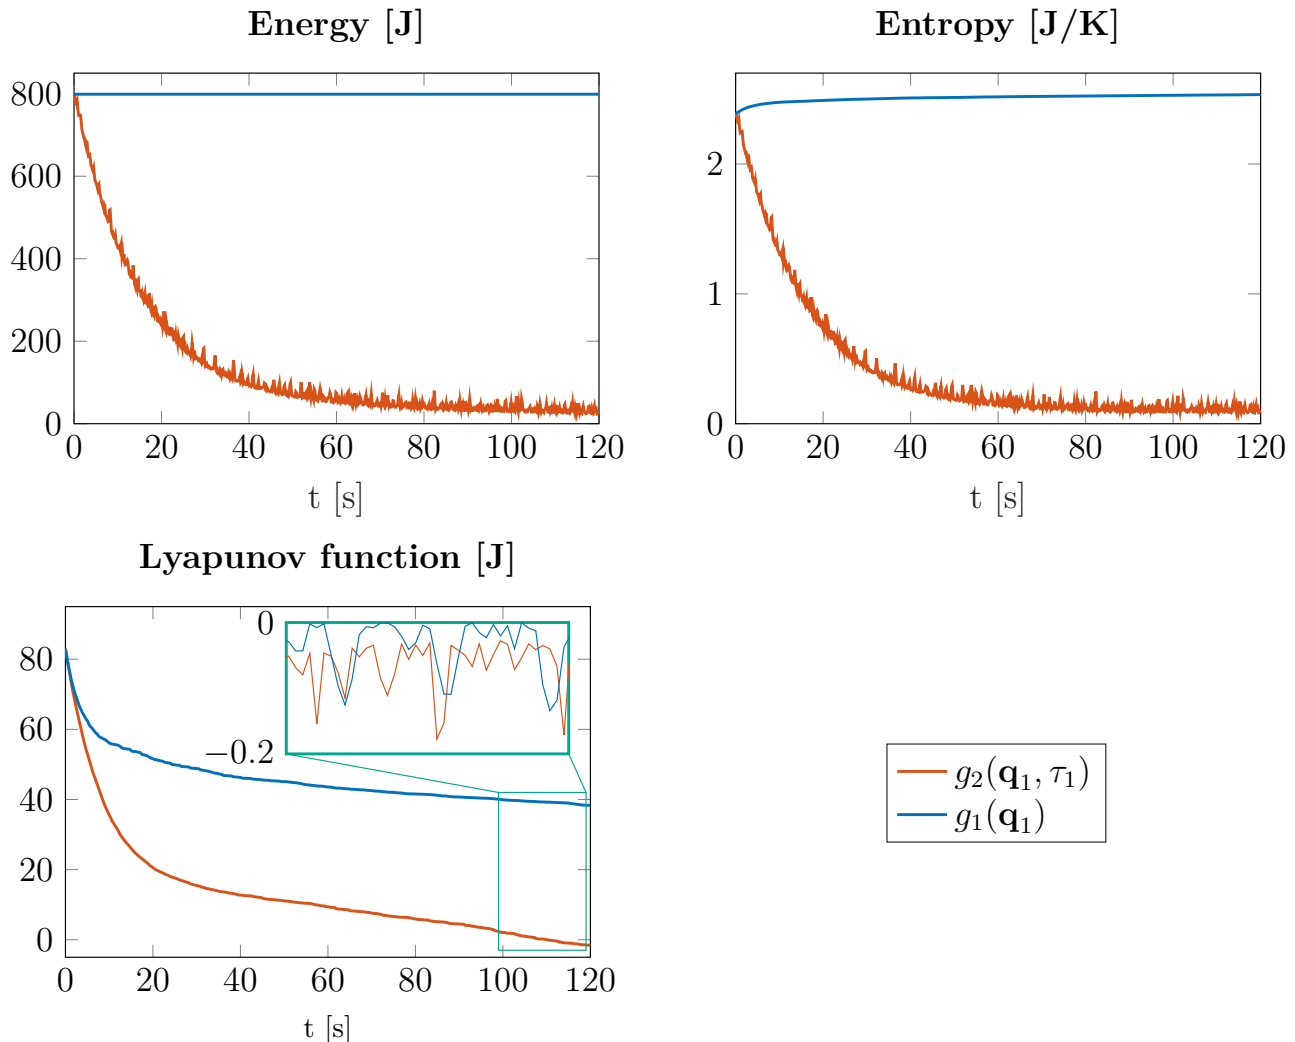 Energy [J]
800
600
400
200
0
0 20 40 60 80 100 120
t [s]
Entropy [J/K]
2
1
0
0 20 40 60 80 100 120
t [s]
Lyapunov function [J]
80
60
40
20
0
0
−0.2
0 20 40 60 80 100 120
t [s]
g₂(𝐪₁, τ₁)
g₁(𝐪₁)